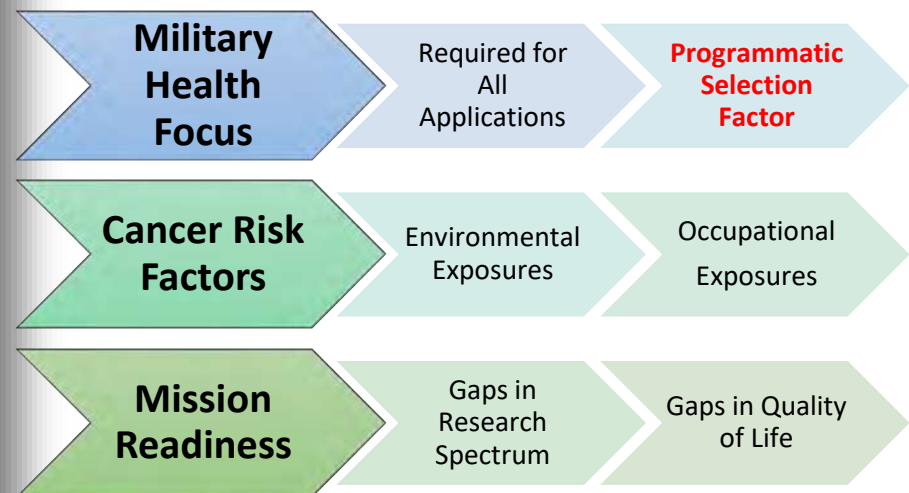 Military
Health
Focus
Required for
All
Applications
Programmatic
Selection
Factor
Cancer Risk
Factors
Environmental
Exposures
Occupational
Exposures
Mission
Readiness
Gaps in
Research
Spectrum
Gaps in Quality
of Life